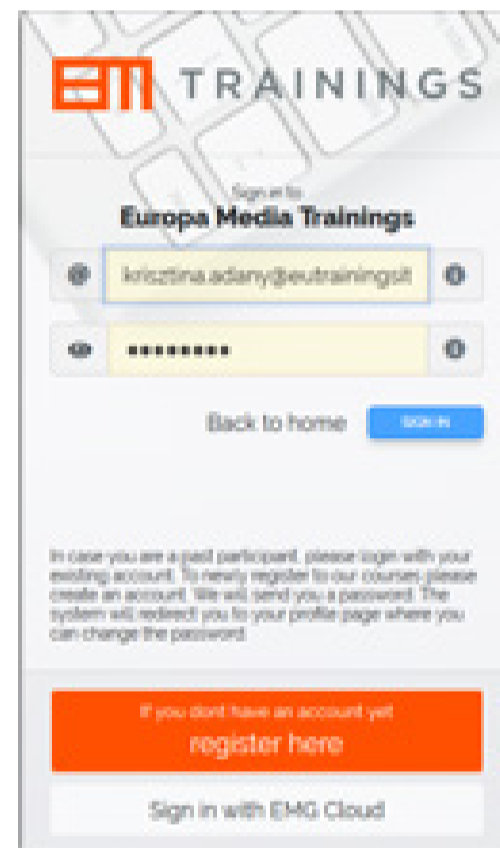 EM TRAININGS
Sign in to
Europa Media Trainings
krisztina.adany@eutrainingsit
••••••••
Back to home
SIGN IN
In case you are a past participant, please login with your
existing account. To newly register to our courses please
create an account. We will send you a password. The
system will redirect you to your profile page where you
can change the password.
If you dont have an account yet
register here
Sign in with EMG Cloud